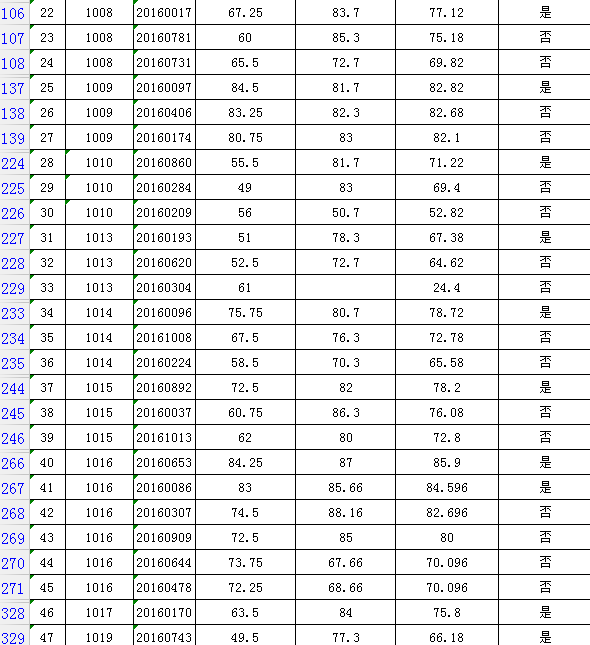 106 22 1008 20160017 67.25 83.7 77.12 是
107 23 1008 20160781 60 85.3 75.18 否
108 24 1008 20160731 65.5 72.7 69.82 否
137 25 1009 20160097 84.5 81.7 82.82 是
138 26 1009 20160406 83.25 82.3 82.68 否
139 27 1009 20160174 80.75 83 82.1 否
224 28 1010 20160860 55.5 81.7 71.22 是
225 29 1010 20160284 49 83 69.4 否
226 30 1010 20160209 56 50.7 52.82 否
227 31 1013 20160193 51 78.3 67.38 是
228 32 1013 20160620 52.5 72.7 64.62 否
229 33 1013 20160304 61 24.4 否
233 34 1014 20160096 75.75 80.7 78.72 是
234 35 1014 20161008 67.5 76.3 72.78 否
235 36 1014 20160224 58.5 70.3 65.58 否
244 37 1015 20160892 72.5 82 78.2 是
245 38 1015 20160037 60.75 86.3 76.08 否
246 39 1015 20161013 62 80 72.8 否
266 40 1016 20160653 84.25 87 85.9 是
267 41 1016 20160086 83 85.66 84.596 是
268 42 1016 20160307 74.5 88.16 82.696 否
269 43 1016 20160909 72.5 85 80 否
270 44 1016 20160644 73.75 67.66 70.096 否
271 45 1016 20160478 72.25 68.66 70.096 否
328 46 1017 20160170 63.5 84 75.8 是
329 47 1019 20160743 49.5 77.3 66.18 是